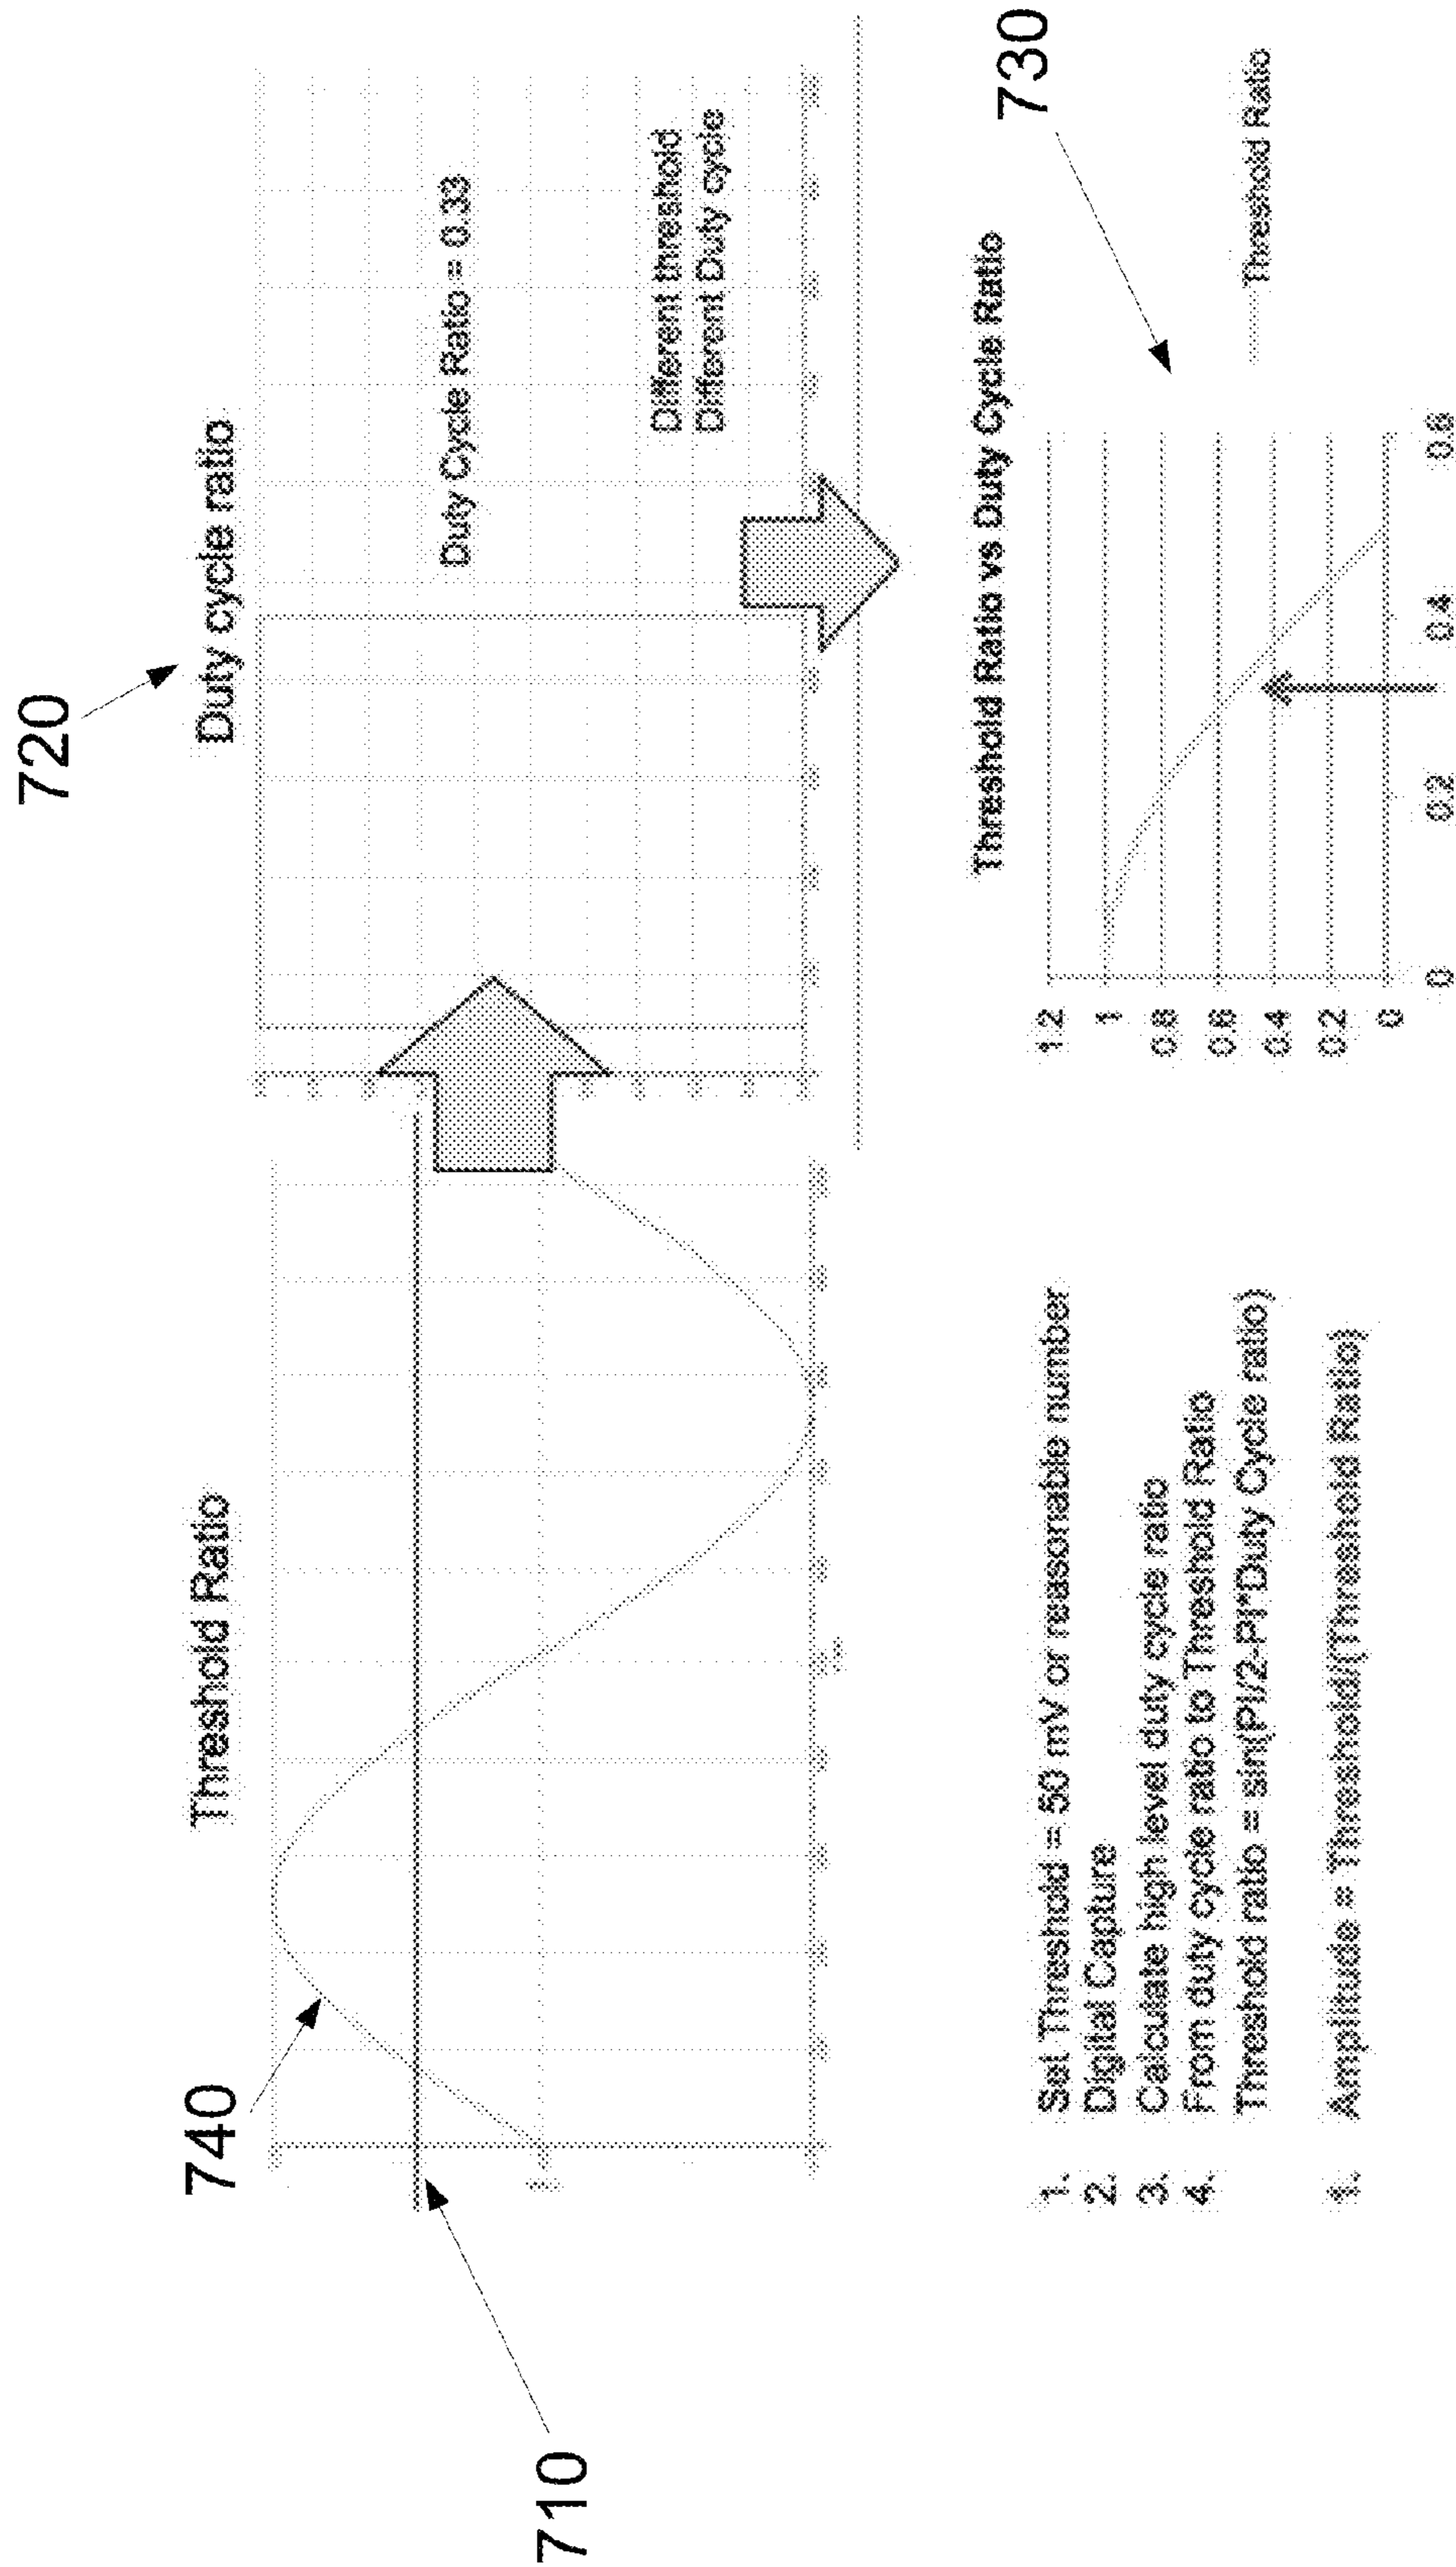 720
740
710
Threshold Ratio
Duty cycle ratio
Duty Cycle Ratio = 0.33
Different threshold
Different Duty cycle
1. Set Threshold = 50 mV or reasonable number
2. Digital Capture
3. Calculate high level duty cycle ratio
4. From duty cycle ratio to Threshold Ratio
Threshold ratio = sin(PI/2-PI*Duty Cycle ratio)
1. Amplitude = Threshold/(Threshold Ratio)
730
Threshold Ratio vs Duty Cycle Ratio
1.2
1
0.8
0.6
0.4
0.2
0
0 0.2 0.4 0.6
Threshold Ratio